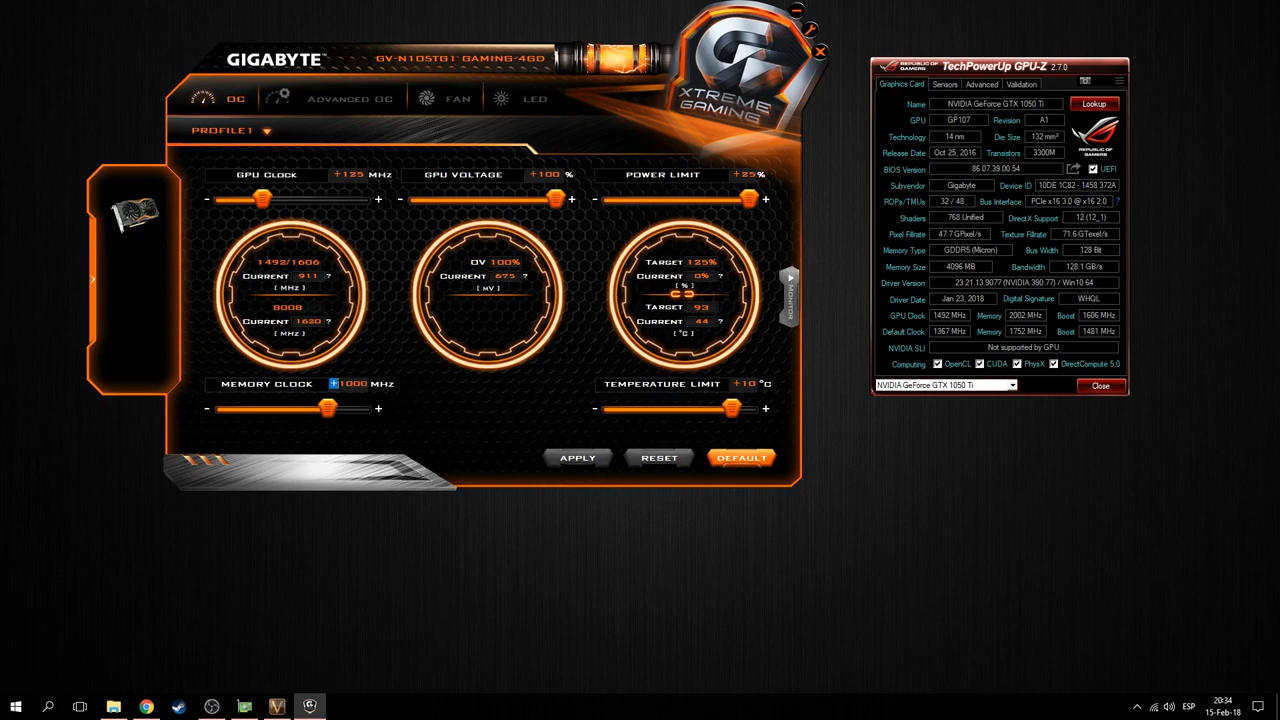 GIGABYTE™ GV-N105TG1 GAMING-4GD
XTREME GAMING
OC ADVANCED OC FAN LED
PROFILE1
GPU CLOCK +125 MHz
GPU VOLTAGE +100 %
POWER LIMIT +25 %
- +
- +
- +
1492/1606
CURRENT 911 ?
[ MHz ]
8008
CURRENT 1620 ?
[ MHz ]
OV 100%
CURRENT 675 ?
[ mV ]
TARGET 125%
CURRENT 0% ?
[ % ]
TARGET 93
CURRENT 44 ?
[ °C ]
MONITOR
MEMORY CLOCK +1000 MHz
TEMPERATURE LIMIT +10 °C
- +
- +
APPLY RESET DEFAULT
REPUBLIC OF GAMERS TechPowerUp GPU-Z 2.7.0
Graphics Card Sensors Advanced Validation
Name NVIDIA GeForce GTX 1050 Ti Lookup
GPU GP107 Revision A1
Technology 14 nm Die Size 132 mm²
Release Date Oct 25, 2016 Transistors 3300M
REPUBLIC OF GAMERS
BIOS Version 86.07.39.00.54 UEFI
Subvendor Gigabyte Device ID 10DE 1C82 - 1458 372A
ROPs/TMUs 32 / 48 Bus Interface PCIe x16 3.0 @ x16 2.0 ?
Shaders 768 Unified DirectX Support 12 (12_1)
Pixel Fillrate 47.7 GPixel/s Texture Fillrate 71.6 GTexel/s
Memory Type GDDR5 (Micron) Bus Width 128 Bit
Memory Size 4096 MB Bandwidth 128.1 GB/s
Driver Version 23.21.13.9077 (NVIDIA 390.77) / Win10 64
Driver Date Jan 23, 2018 Digital Signature WHQL
GPU Clock 1492 MHz Memory 2002 MHz Boost 1606 MHz
Default Clock 1367 MHz Memory 1752 MHz Boost 1481 MHz
NVIDIA SLI Not supported by GPU
Computing OpenCL CUDA PhysX DirectCompute 5.0
NVIDIA GeForce GTX 1050 Ti Close
ESP
20:34
15-Feb-18